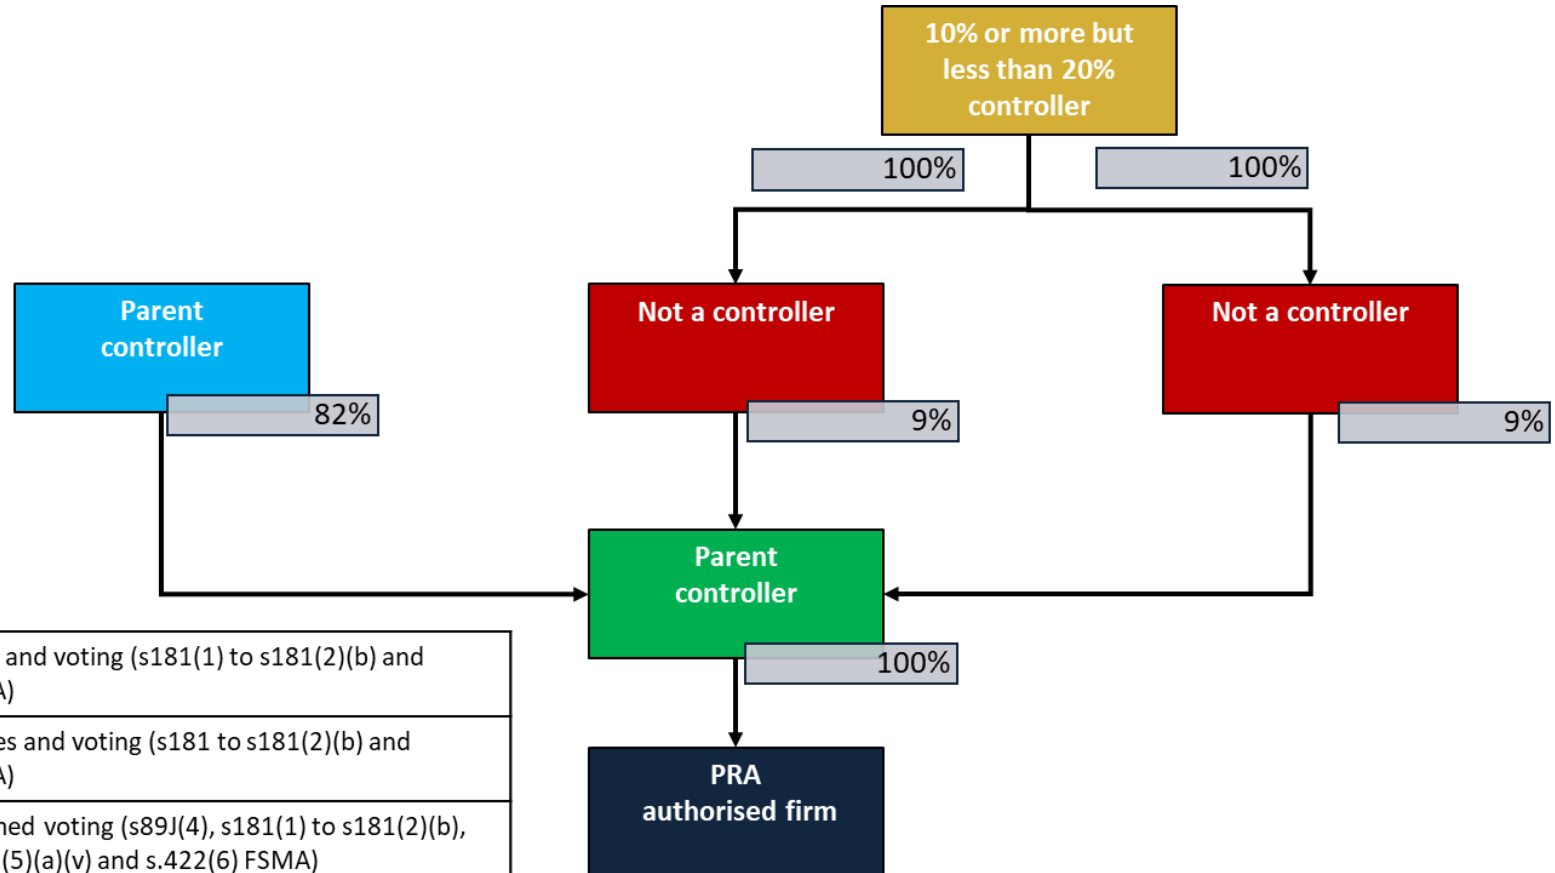 10% or more but
less than 20%
controller
100%
100%
Parent
controller
Not a controller
Not a controller
82%
9%
9%
Parent
controller
100%
PRA
authorised firm
and voting (s181(1) to s181(2)(b) and
A)
es and voting (s181 to s181(2)(b) and
A)
ned voting (s89J(4), s181(1) to s181(2)(b),
(5)(a)(v) and s.422(6) FSMA)